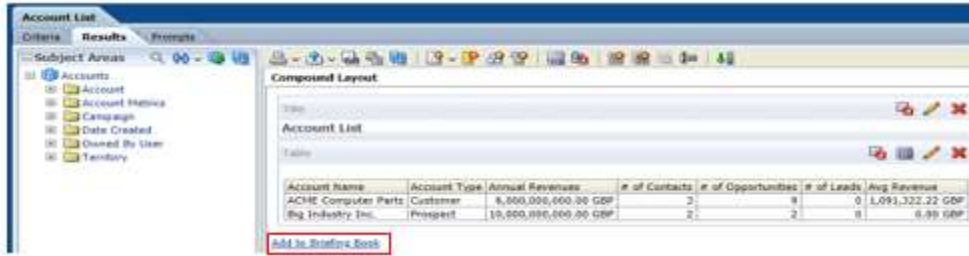 Account List
Criteria Results Prompts
Subject Areas
Accounts
Account
Account Metrics
Campaign
Date Created
Owned By User
Territory
Compound Layout
Title
Account List
Table
Account Name Account Type Annual Revenues # of Contacts # of Opportunities # of Leads Avg Revenue
ACME Computer Parts Customer 6,000,000,000.00 GBP 3 9 0 1,091,322.22 GBP
Big Industry Inc. Prospect 10,000,000,000.00 GBP 2 2 0 0.00 GBP
Add to Briefing Book